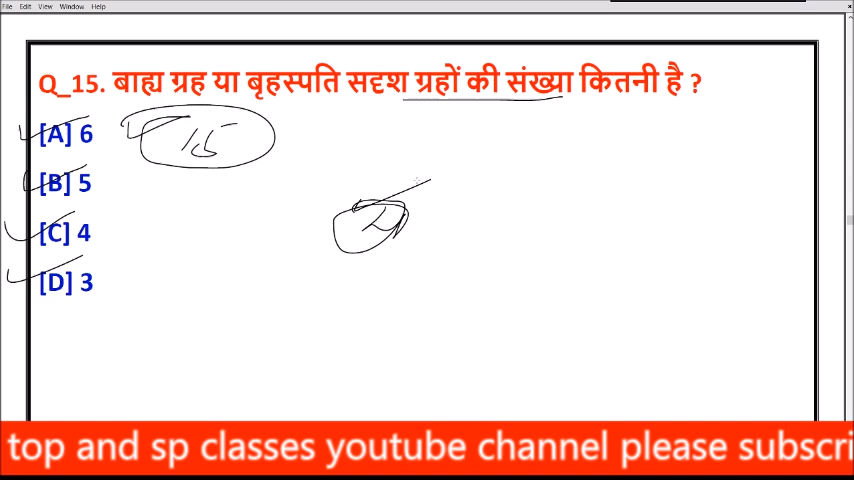 File Edit View Window Help
Q_15. बाह्य ग्रह या बृहस्पति सदृश ग्रहों की संख्या कितनी है ?
[A] 6
15
[B] 5
[C] 4
[D] 3
top and sp classes youtube channel please subscri